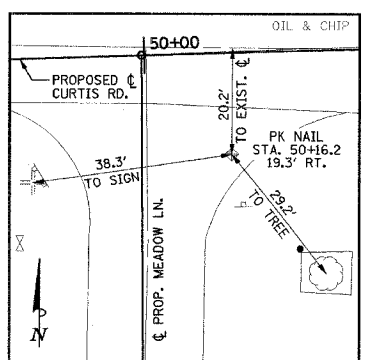 OIL & CHIP
50+00
PROPOSED ℄
CURTIS RD.
20.2'
TO EXIST. ℄
PK NAIL
STA. 50+16.2
19.3' RT.
38.3'
TO SIGN
29.2'
TO TREE
℄ PROP. MEADOW LN.
N